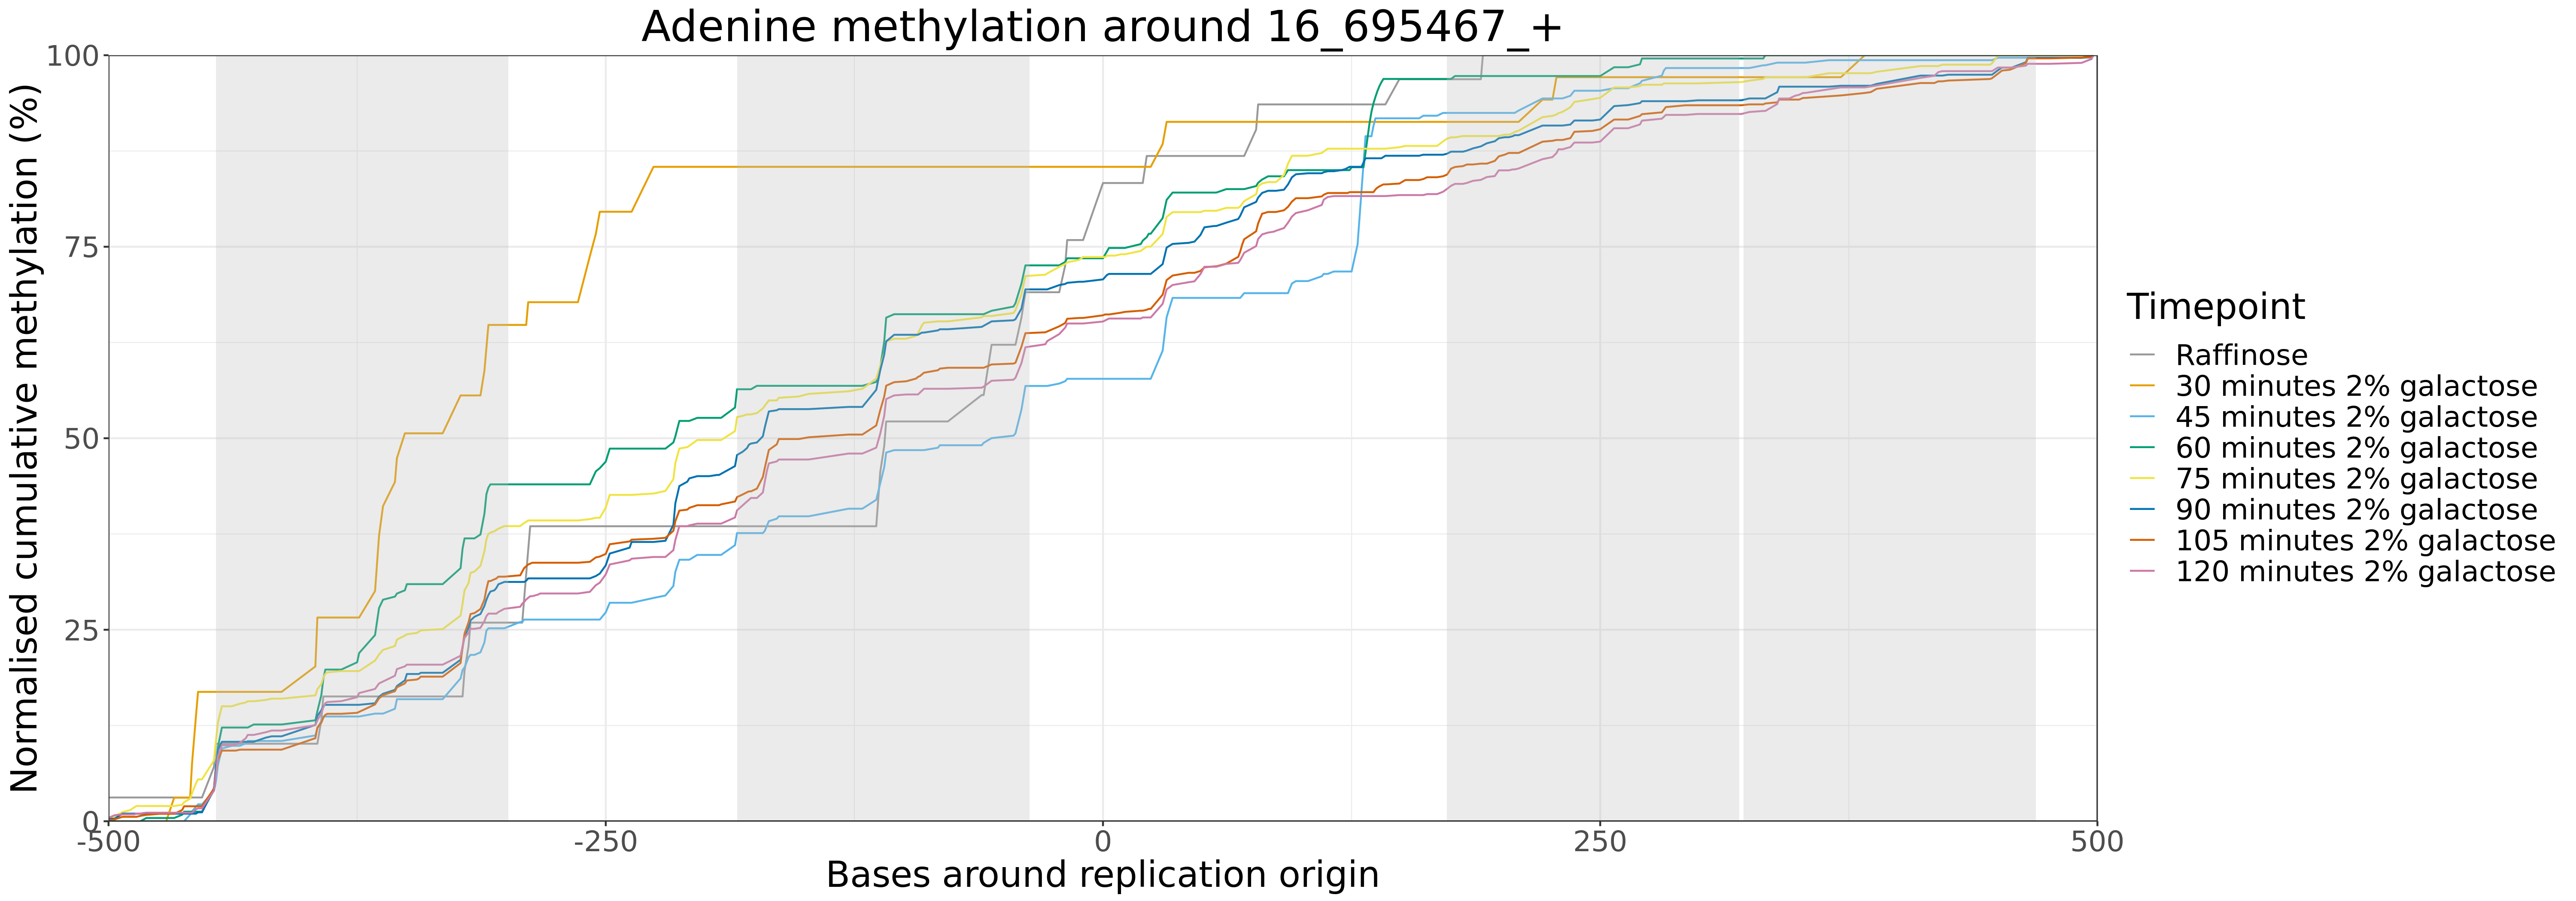 Adenine methylation around 16_695467_+
Normalised cumulative methylation (%)
100
75
50
25
0
-500
-250
0
250
500
Bases around replication origin
Timepoint
Raffinose
30 minutes 2% galactose
45 minutes 2% galactose
60 minutes 2% galactose
75 minutes 2% galactose
90 minutes 2% galactose
105 minutes 2% galactose
120 minutes 2% galactose